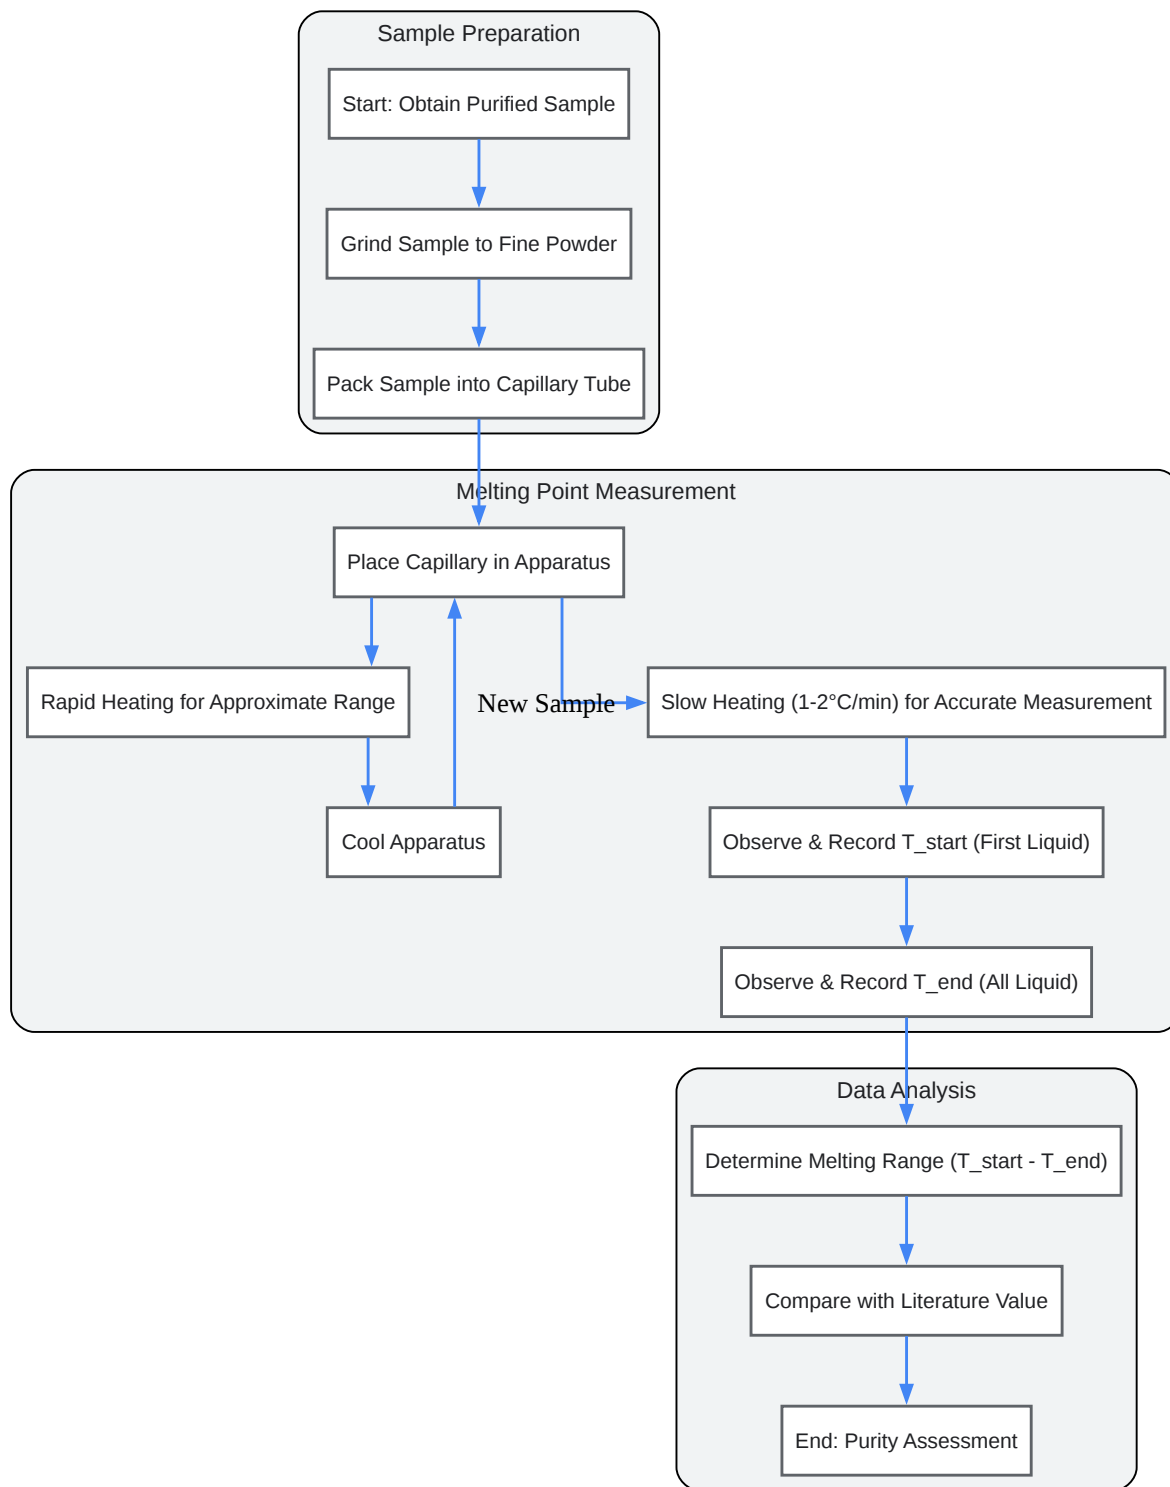 Sample Preparation
Start: Obtain Purified Sample
Grind Sample to Fine Powder
Pack Sample into Capillary Tube
Melting Point Measurement
Place Capillary in Apparatus
Rapid Heating for Approximate Range
New Sample
Slow Heating (1-2°C/min) for Accurate Measurement
Cool Apparatus
Observe & Record T_start (First Liquid)
Observe & Record T_end (All Liquid)
Data Analysis
Determine Melting Range (T_start - T_end)
Compare with Literature Value
End: Purity Assessment